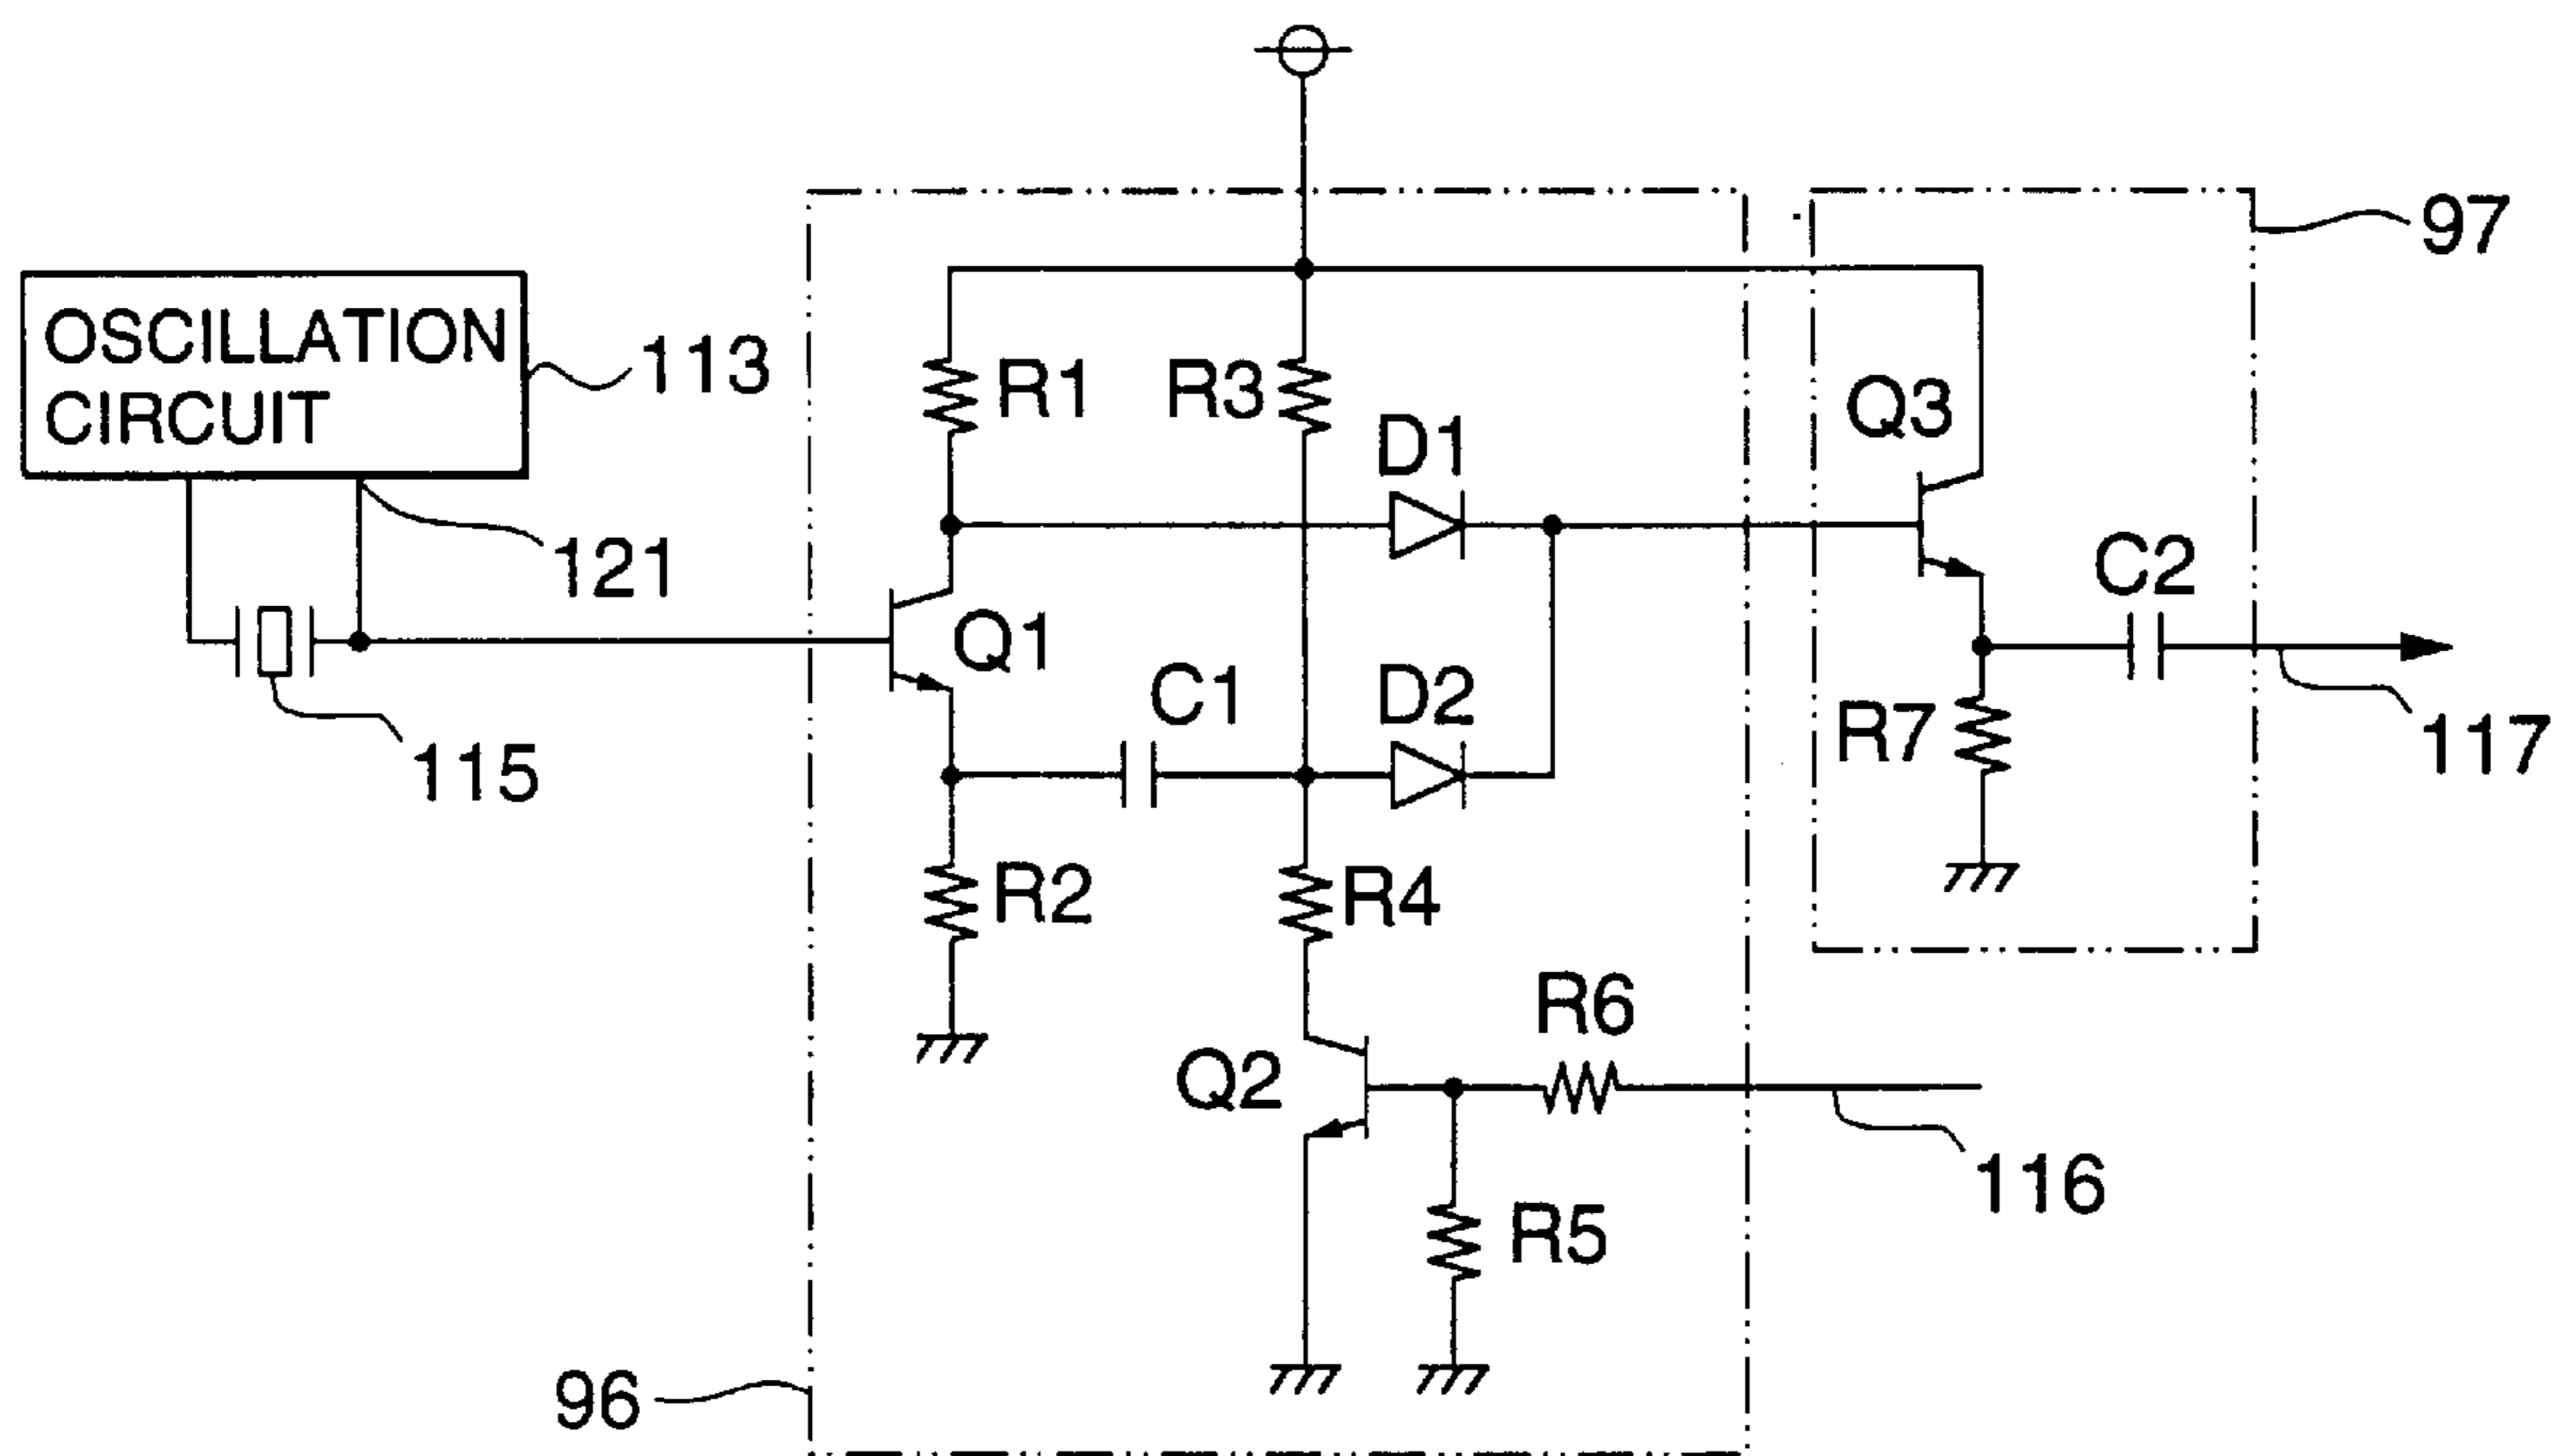 97
OSCILLATION
CIRCUIT
113
R1
R3
D1
Q3
121
C2
Q1
C1
D2
R7
117
115
R2
R4
R6
Q2
116
R5
96